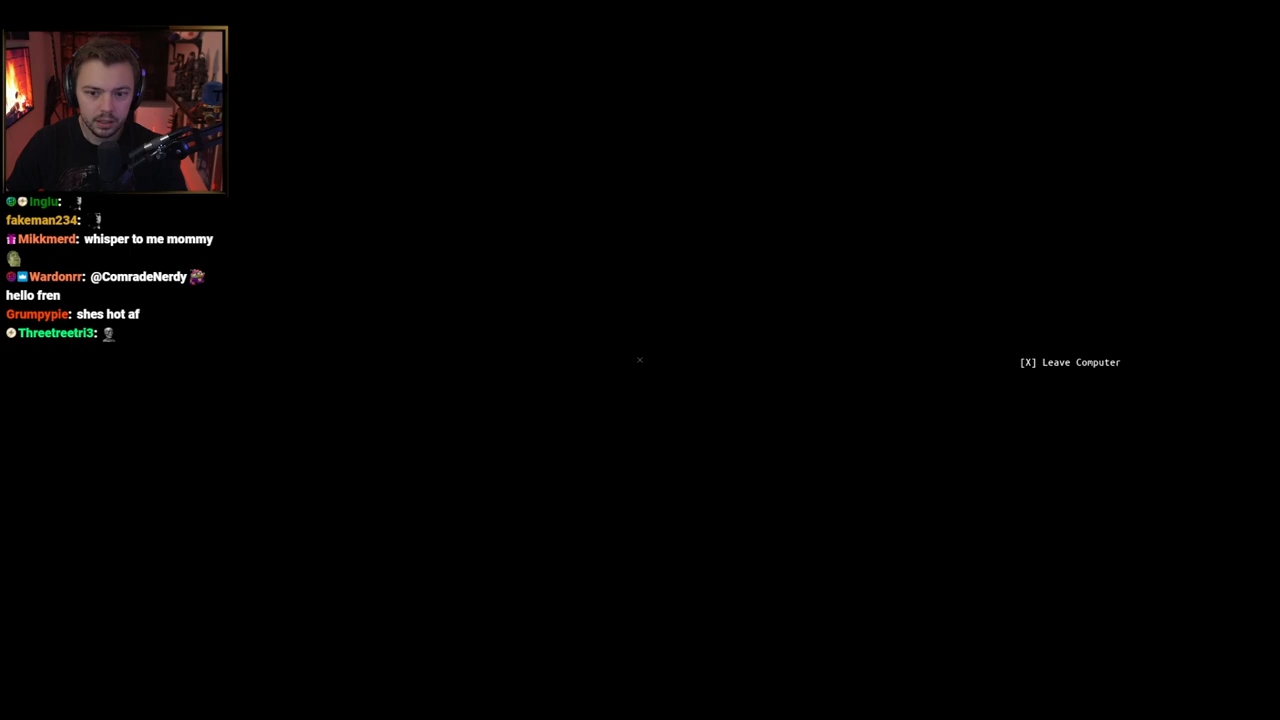 Inglu:
fakeman234:
Mikkmerd: whisper to me mommy
Wardonrr: @ComradeNerdy
hello fren
Grumpypie: shes hot af
Threetreetri3:
[X] Leave Computer